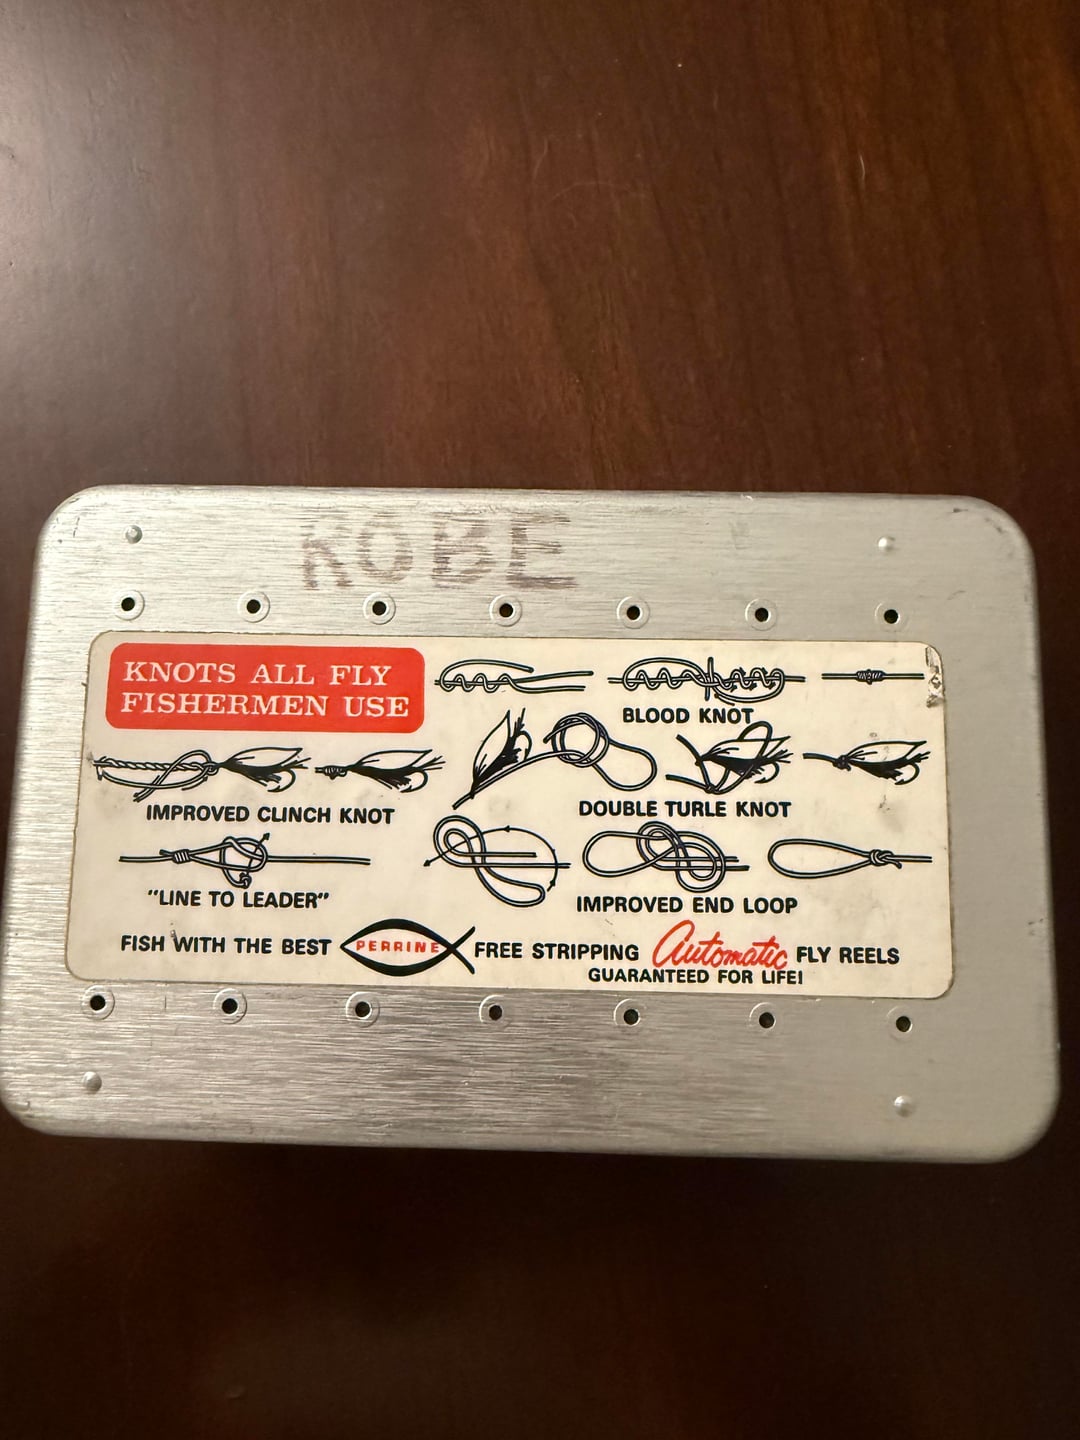 KOBE
KNOTS ALL FLY
FISHERMEN USE
BLOOD KNOT
IMPROVED CLINCH KNOT
DOUBLE TURLE KNOT
"LINE TO LEADER"
IMPROVED END LOOP
FISH WITH THE BEST PERRINE FREE STRIPPING Automatic FLY REELS
GUARANTEED FOR LIFE!